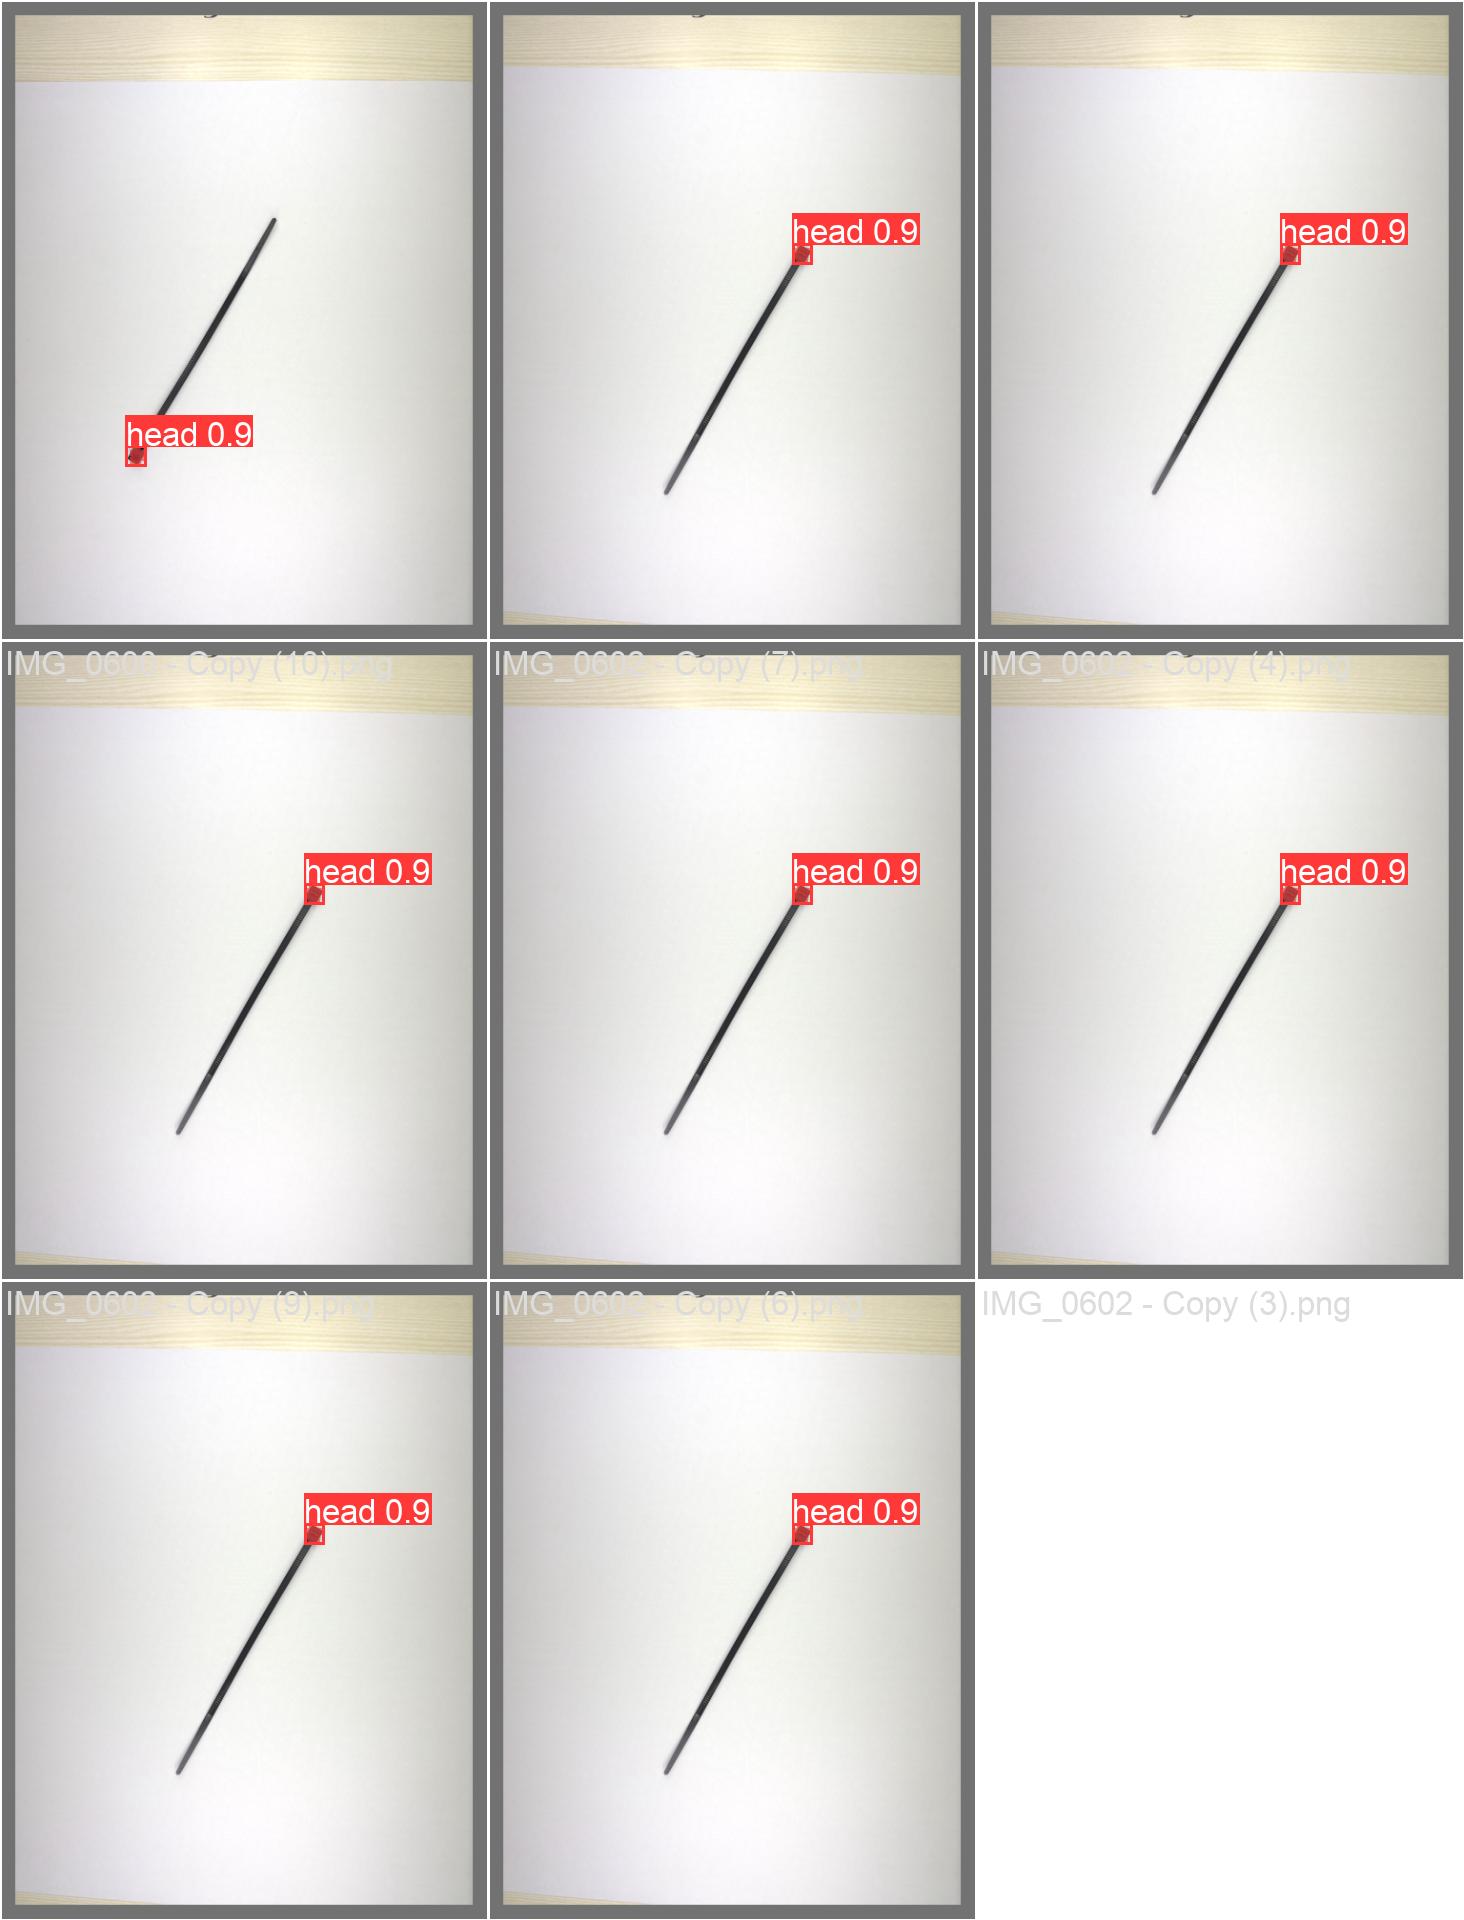 head 0.9
head 0.9
head 0.9
IMG_0600 - Copy (10).png
IMG_0602 - Copy (7).png
IMG_0602 - Copy (4).png
head 0.9
head 0.9
head 0.9
IMG_0602 - Copy (9).png
IMG_0602 - Copy (6).png
IMG_0602 - Copy (3).png
head 0.9
head 0.9